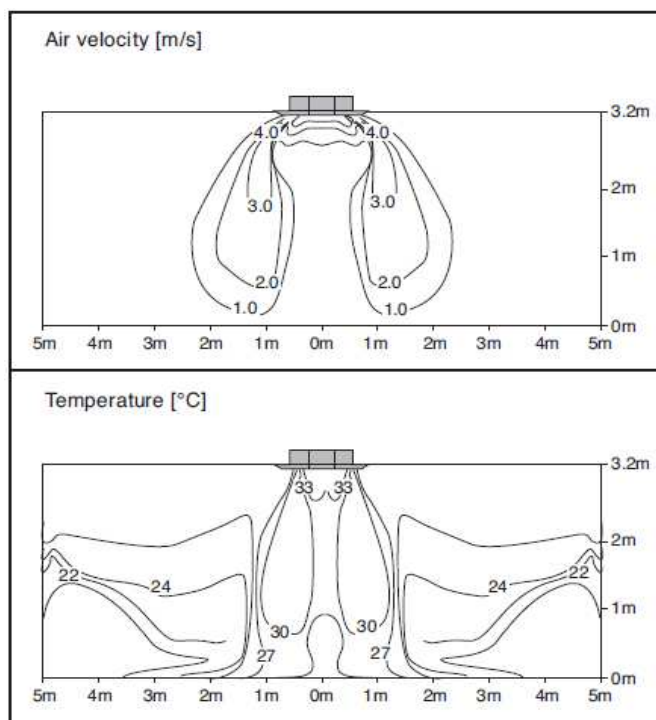 Air velocity [m/s]
3.2m
4.0 4.0
2m
3.0 3.0
1m
2.0 2.0
1.0 1.0
0m
5m 4m 3m 2m 1m 0m 1m 2m 3m 4m 5m
Temperature [°C]
3.2m
33 33
2m
22 24 24 22
1m
30 30
27 27
0m
5m 4m 3m 2m 1m 0m 1m 2m 3m 4m 5m